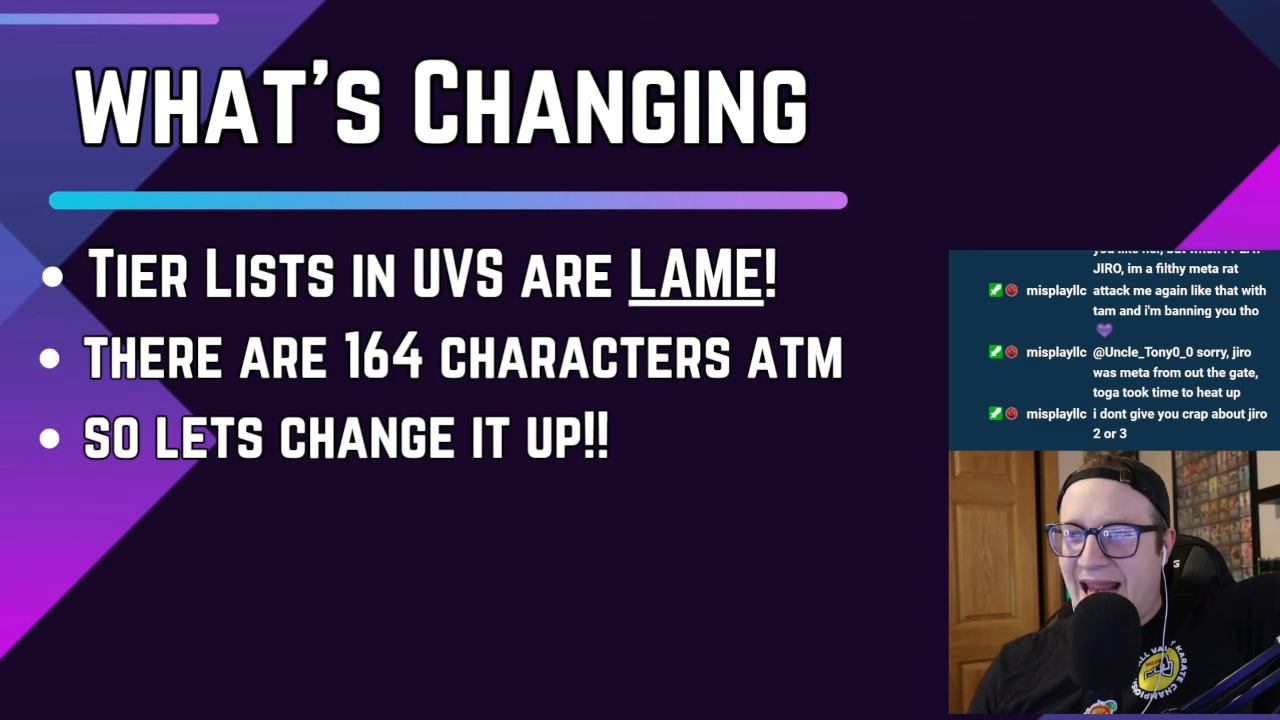 WHAT'S CHANGING
TIER LISTS IN UVS ARE LAME!
THERE ARE 164 CHARACTERS ATM
SO LETS CHANGE IT UP!!
JIRO, im a filthy meta rat
misplayllc attack me again like that with
tam and i'm banning you tho
💜
misplayllc @Uncle_Tony0_0 sorry, jiro
was meta from out the gate,
toga took time to heat up
misplayllc i dont give you crap about jiro
2 or 3
KARATE